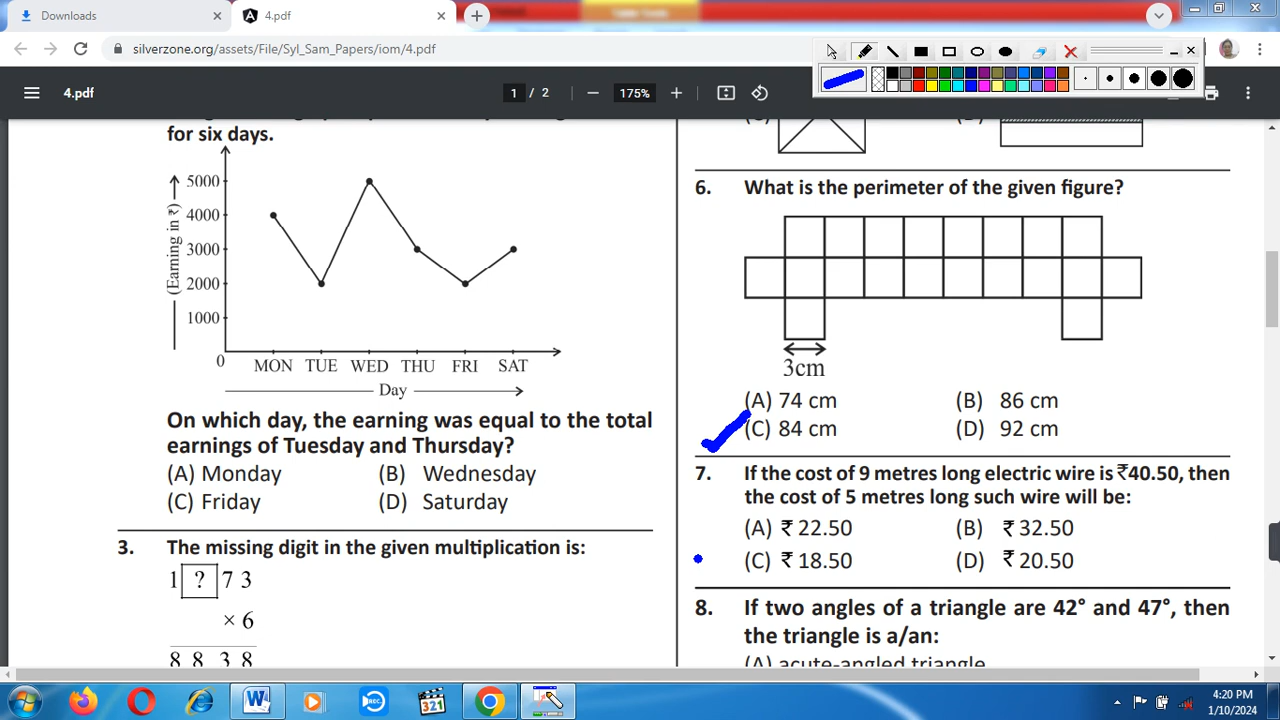 Downloads
4.pdf
silverzone.org/assets/File/Syl_Sam_Papers/iom/4.pdf
4.pdf
1 / 2
175%
for six days.
(Earning in ₹)
5000
4000
3000
2000
1000
0
MON TUE WED THU FRI SAT
Day
On which day, the earning was equal to the total
earnings of Tuesday and Thursday?
(A) Monday (B) Wednesday
(C) Friday (D) Saturday
3. The missing digit in the given multiplication is:
1 ? 7 3
× 6
8 8 3 8
6. What is the perimeter of the given figure?
3cm
(A) 74 cm (B) 86 cm
(C) 84 cm (D) 92 cm
7. If the cost of 9 metres long electric wire is ₹40.50, then
the cost of 5 metres long such wire will be:
(A) ₹ 22.50 (B) ₹ 32.50
(C) ₹ 18.50 (D) ₹ 20.50
8. If two angles of a triangle are 42° and 47°, then
the triangle is a/an:
(A) acute-angled triangle
REC
321
4:20 PM
1/10/2024